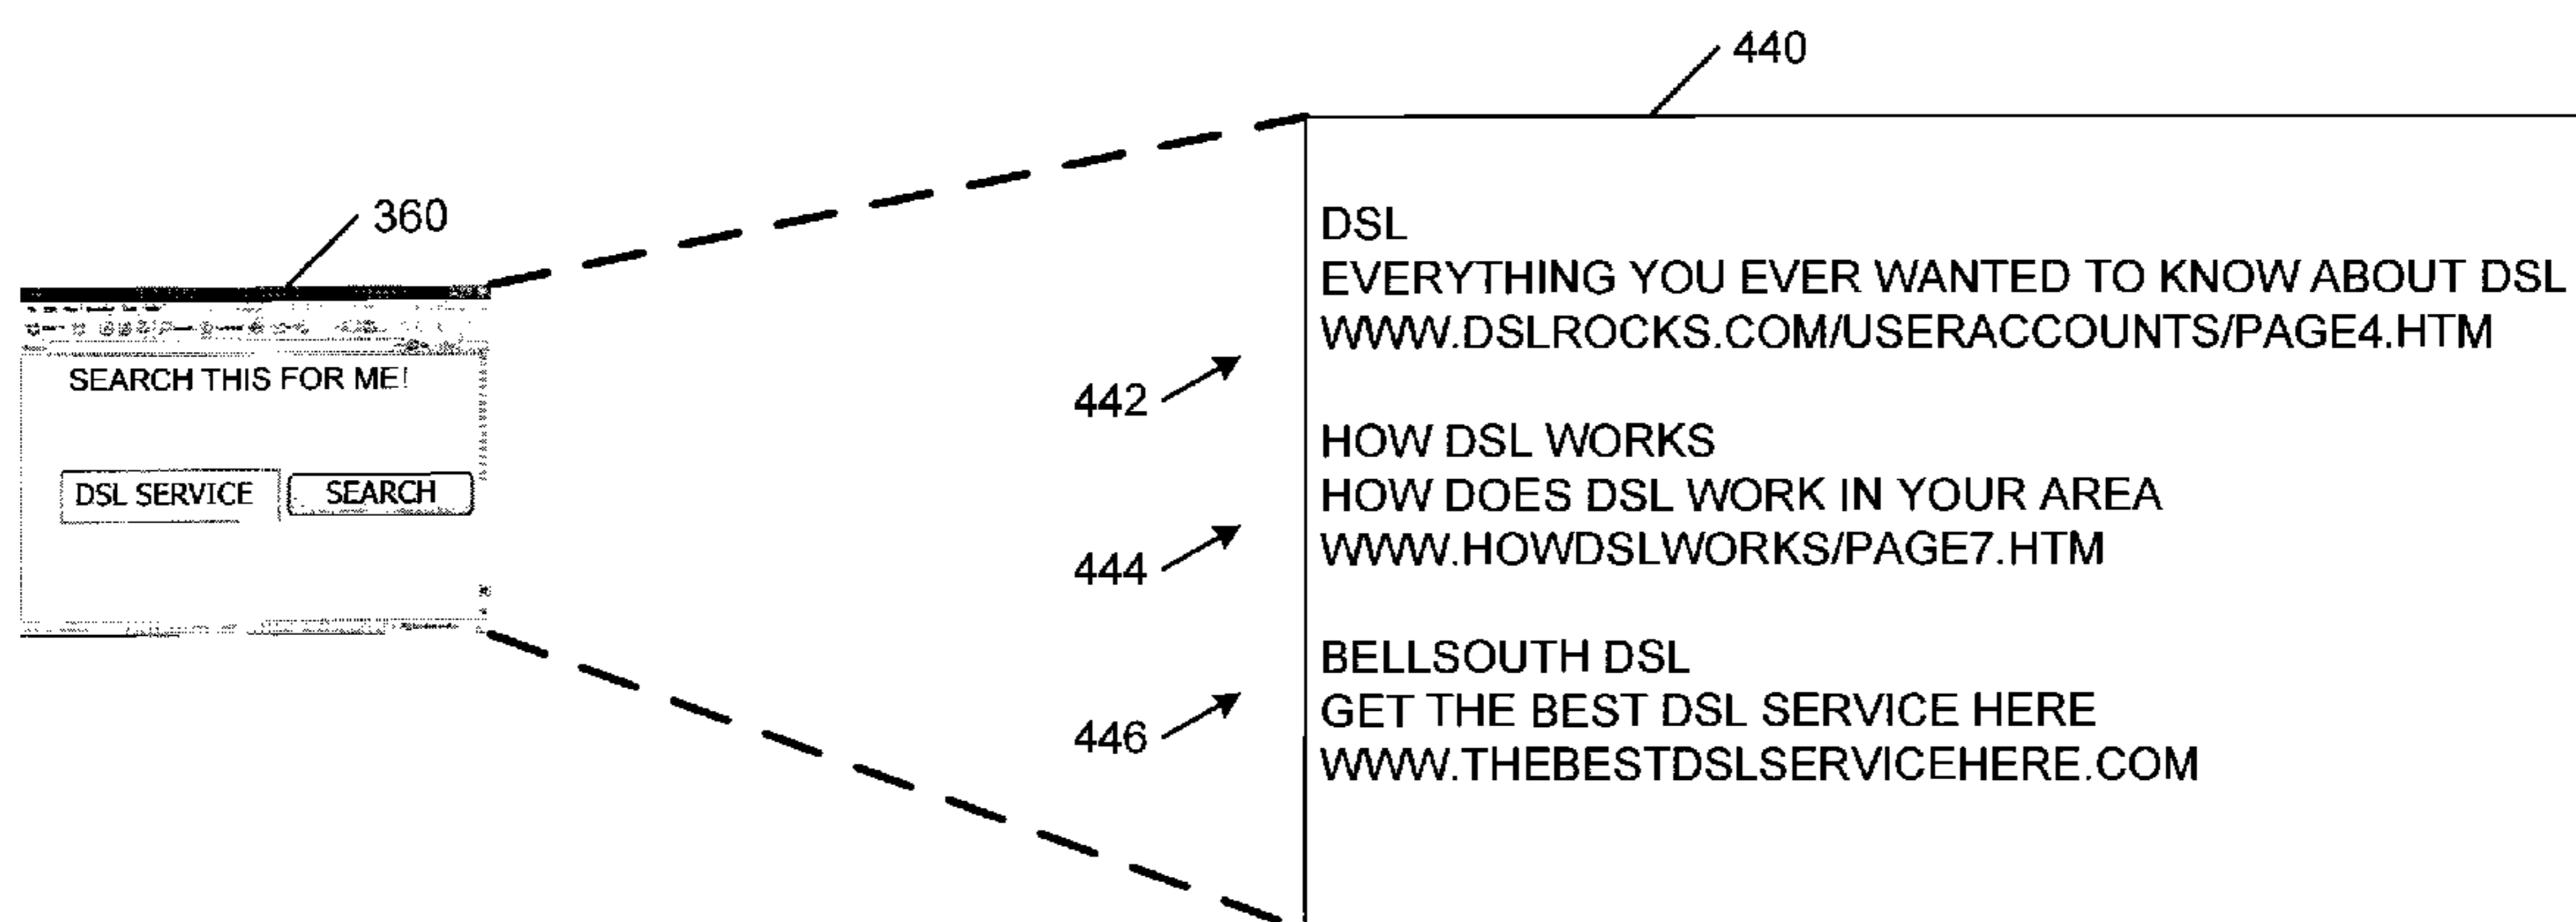 440
360
SEARCH THIS FOR ME!
DSL SERVICE
SEARCH
DSL
EVERYTHING YOU EVER WANTED TO KNOW ABOUT DSL
WWW.DSLROCKS.COM/USERACCOUNTS/PAGE4.HTM
442
HOW DSL WORKS
HOW DOES DSL WORK IN YOUR AREA
WWW.HOWDSLWORKS/PAGE7.HTM
444
BELLSOUTH DSL
GET THE BEST DSL SERVICE HERE
WWW.THEBESTDSLSERVICEHERE.COM
446